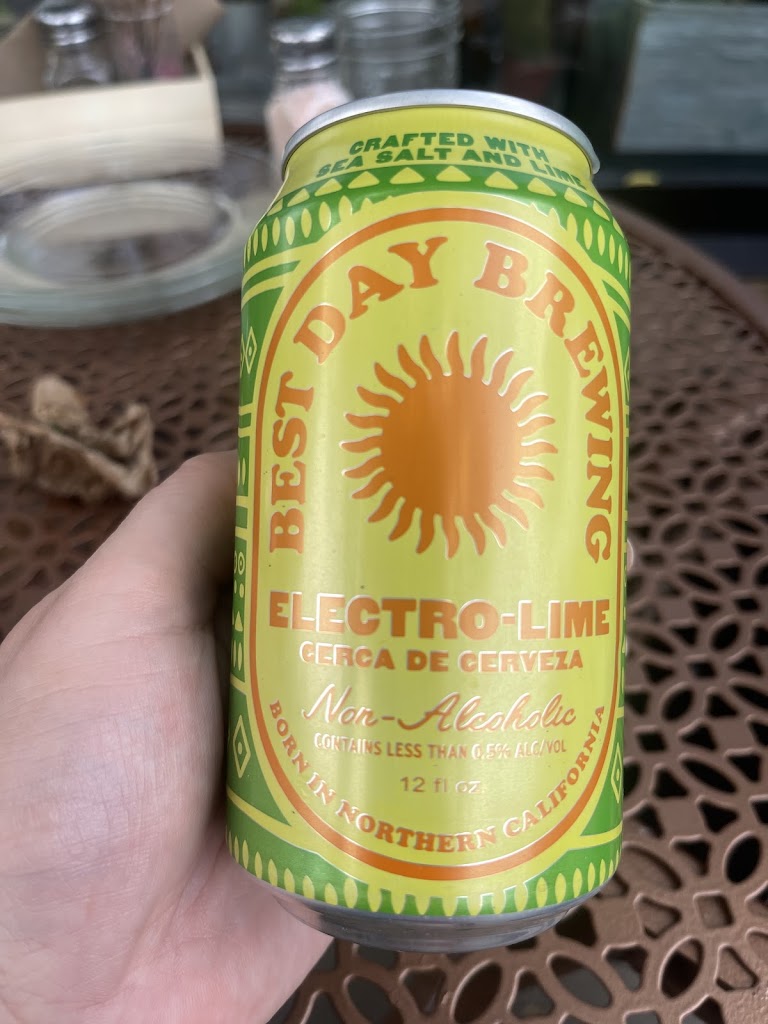 CRAFTED WITH
SEA SALT AND LIME
BEST DAY BREWING
ELECTRO-LIME
CERCA DE CERVEZA
Non-Alcoholic
CONTAINS LESS THAN 0.5% ALC/VOL
12 fl oz.
BORN IN NORTHERN CALIFORNIA